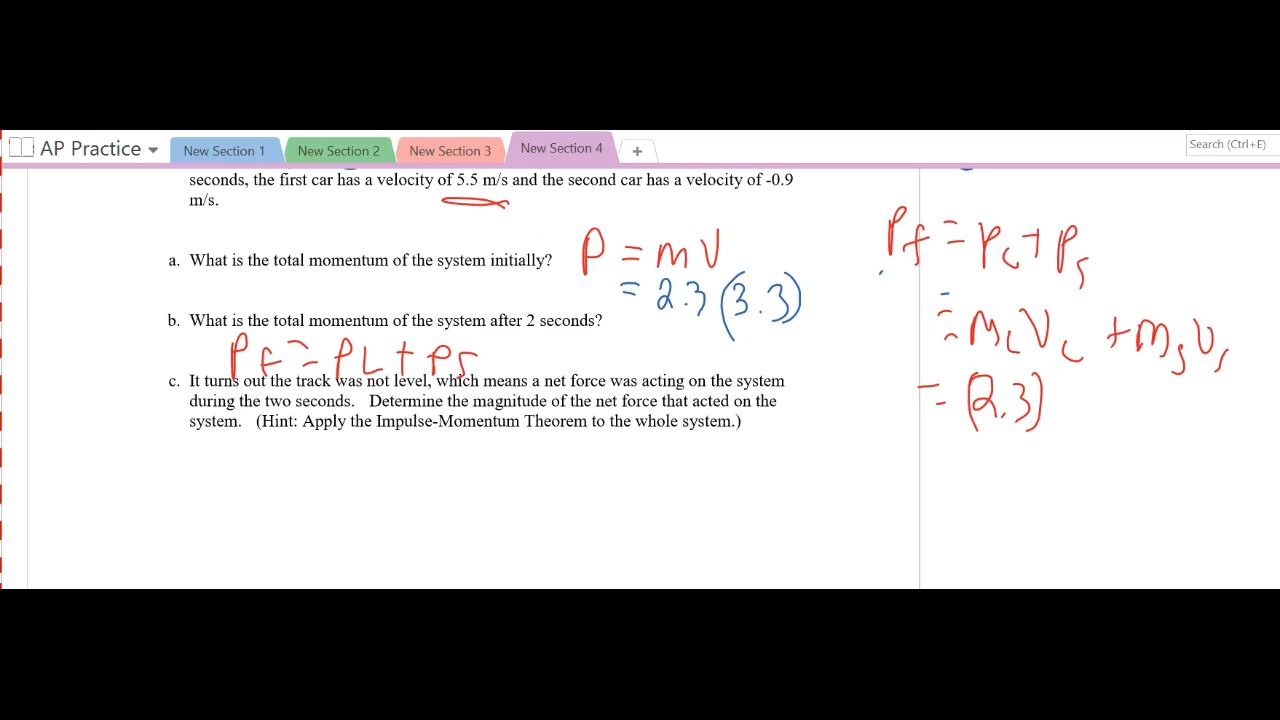 AP Practice
New Section 1 New Section 2 New Section 3 New Section 4 +
Search (Ctrl+E)
seconds, the first car has a velocity of 5.5 m/s and the second car has a velocity of -0.9
m/s.
a. What is the total momentum of the system initially?
P = mv
= 2.3 (3.3)
b. What is the total momentum of the system after 2 seconds?
Pf = PL + PS
c. It turns out the track was not level, which means a net force was acting on the system
during the two seconds. Determine the magnitude of the net force that acted on the
system. (Hint: Apply the Impulse-Momentum Theorem to the whole system.)
Pf = PL + PS
= mLVL + mSVS
= (2.3)